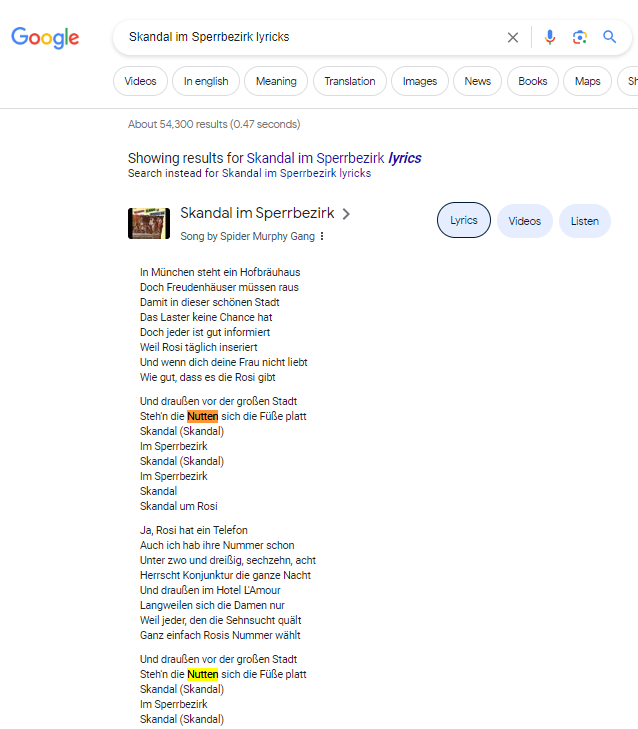 Google
Skandal im Sperrbezirk lyricks
Videos
In english
Meaning
Translation
Images
News
Books
Maps
Sh
About 54,300 results (0.47 seconds)
Showing results for Skandal im Sperrbezirk lyrics
Search instead for Skandal im Sperrbezirk lyricks
Skandal im Sperrbezirk
Song by Spider Murphy Gang
Lyrics
Videos
Listen
In München steht ein Hofbräuhaus
Doch Freudenhäuser müssen raus
Damit in dieser schönen Stadt
Das Laster keine Chance hat
Doch jeder ist gut informiert
Weil Rosi täglich inseriert
Und wenn dich deine Frau nicht liebt
Wie gut, dass es die Rosi gibt
Und draußen vor der großen Stadt
Steh'n die Nutten sich die Füße platt
Skandal (Skandal)
Im Sperrbezirk
Skandal (Skandal)
Im Sperrbezirk
Skandal
Skandal um Rosi
Ja, Rosi hat ein Telefon
Auch ich hab ihre Nummer schon
Unter zwo und dreißig, sechzehn, acht
Herrscht Konjunktur die ganze Nacht
Und draußen im Hotel L'Amour
Langweilen sich die Damen nur
Weil jeder, den die Sehnsucht quält
Ganz einfach Rosis Nummer wählt
Und draußen vor der großen Stadt
Steh'n die Nutten sich die Füße platt
Skandal (Skandal)
Im Sperrbezirk
Skandal (Skandal)